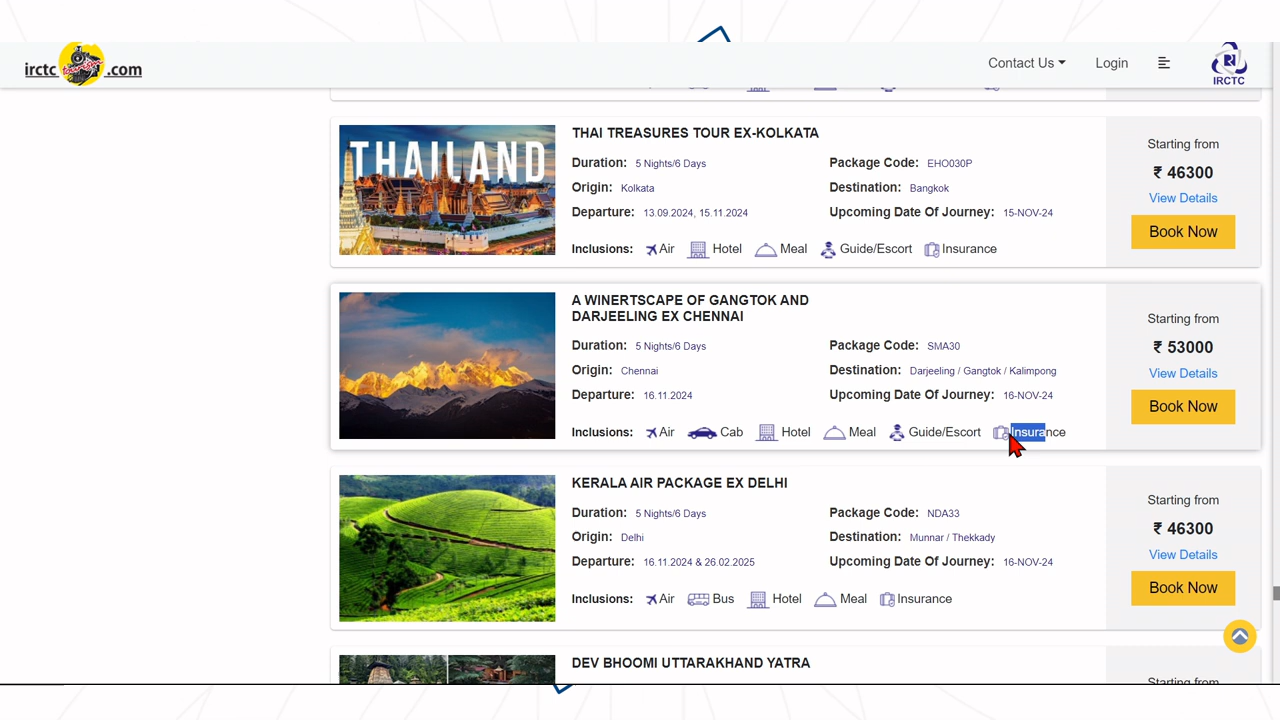 irctc tourism .com
Contact Us
Login
IRCTC
THAILAND
THAI TREASURES TOUR EX-KOLKATA
Duration: 5 Nights/6 Days
Package Code: EHO030P
Origin: Kolkata
Destination: Bangkok
Departure: 13.09.2024, 15.11.2024
Upcoming Date Of Journey: 15-NOV-24
Inclusions: Air Hotel Meal Guide/Escort Insurance
Starting from
₹ 46300
View Details
Book Now
A WINERTSCAPE OF GANGTOK AND
DARJEELING EX CHENNAI
Duration: 5 Nights/6 Days
Package Code: SMA30
Origin: Chennai
Destination: Darjeeling / Gangtok / Kalimpong
Departure: 16.11.2024
Upcoming Date Of Journey: 16-NOV-24
Inclusions: Air Cab Hotel Meal Guide/Escort Insurance
Starting from
₹ 53000
View Details
Book Now
KERALA AIR PACKAGE EX DELHI
Duration: 5 Nights/6 Days
Package Code: NDA33
Origin: Delhi
Destination: Munnar / Thekkady
Departure: 16.11.2024 & 26.02.2025
Upcoming Date Of Journey: 16-NOV-24
Inclusions: Air Bus Hotel Meal Insurance
Starting from
₹ 46300
View Details
Book Now
DEV BHOOMI UTTARAKHAND YATRA
Starting from